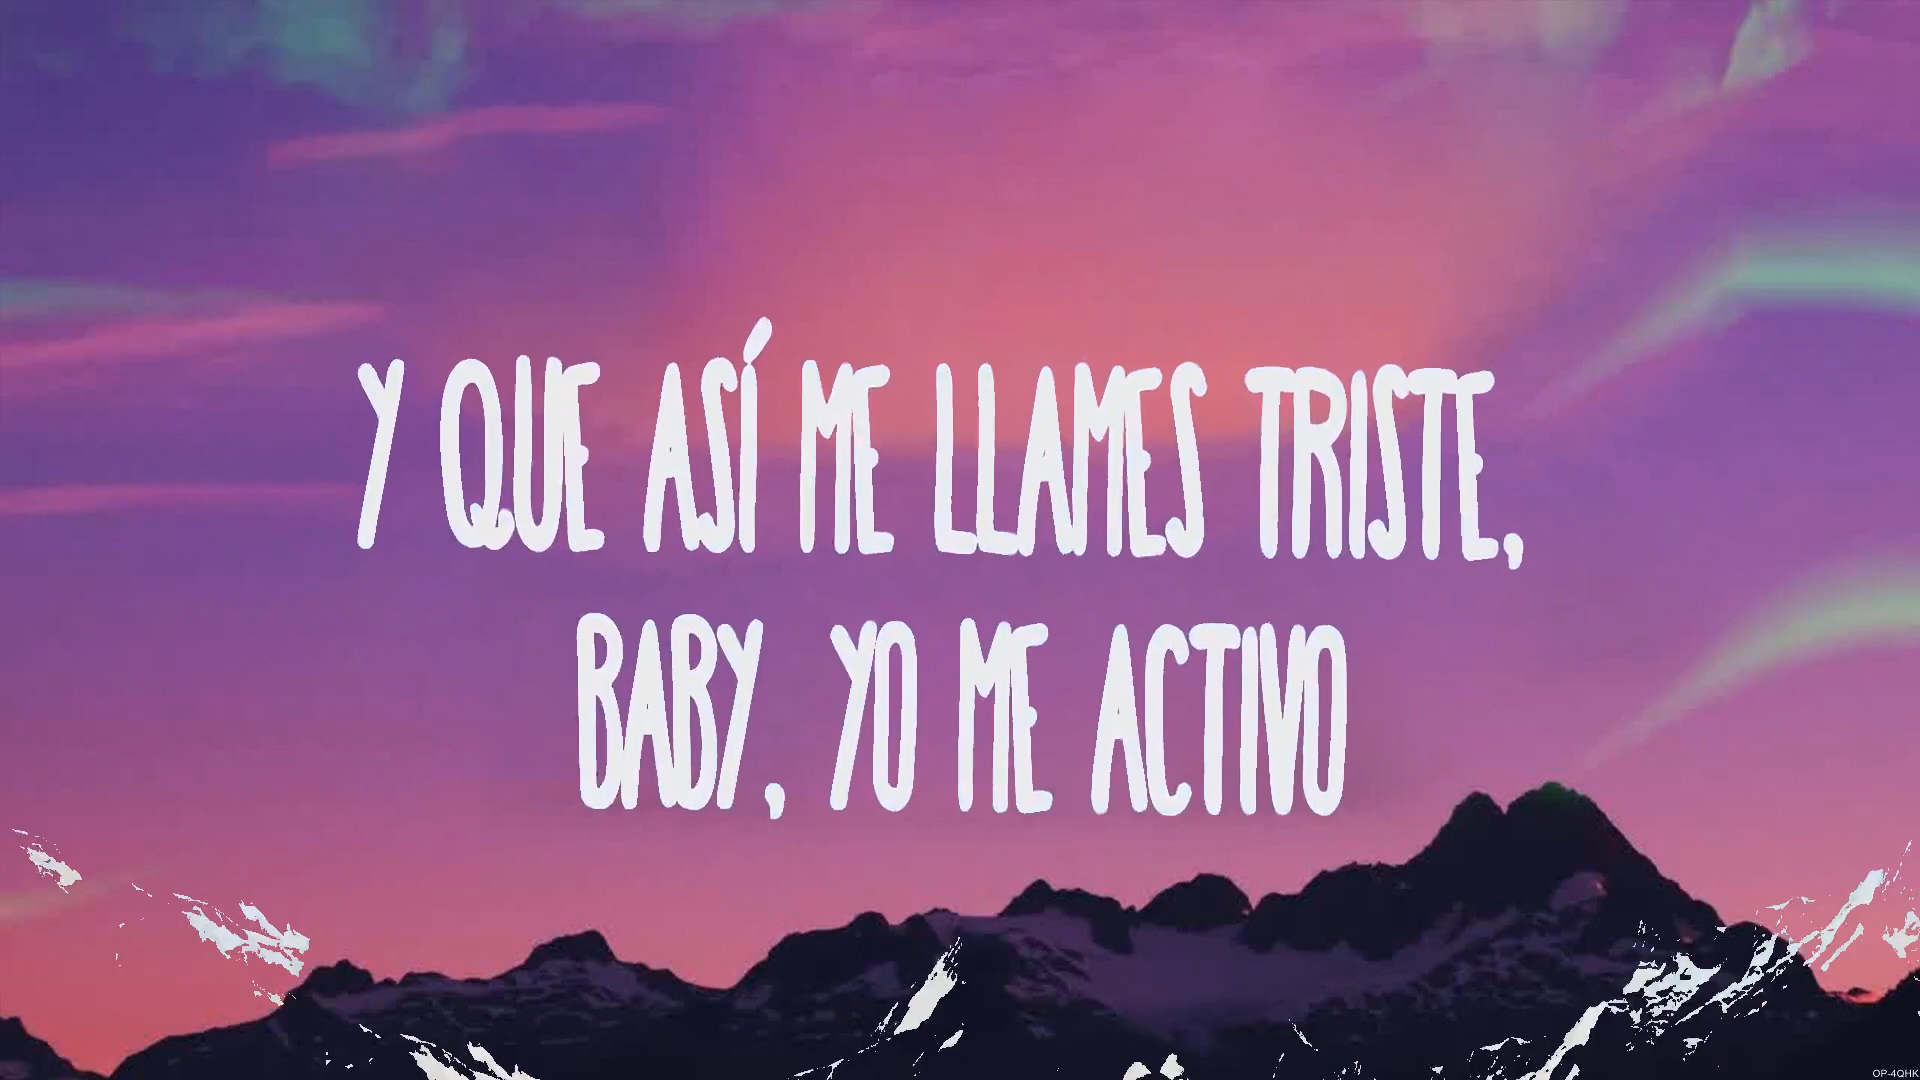 Y QUE ASÍ ME LLAMES TRISTE,
BABY, YO ME ACTIVO
OP-4QHK